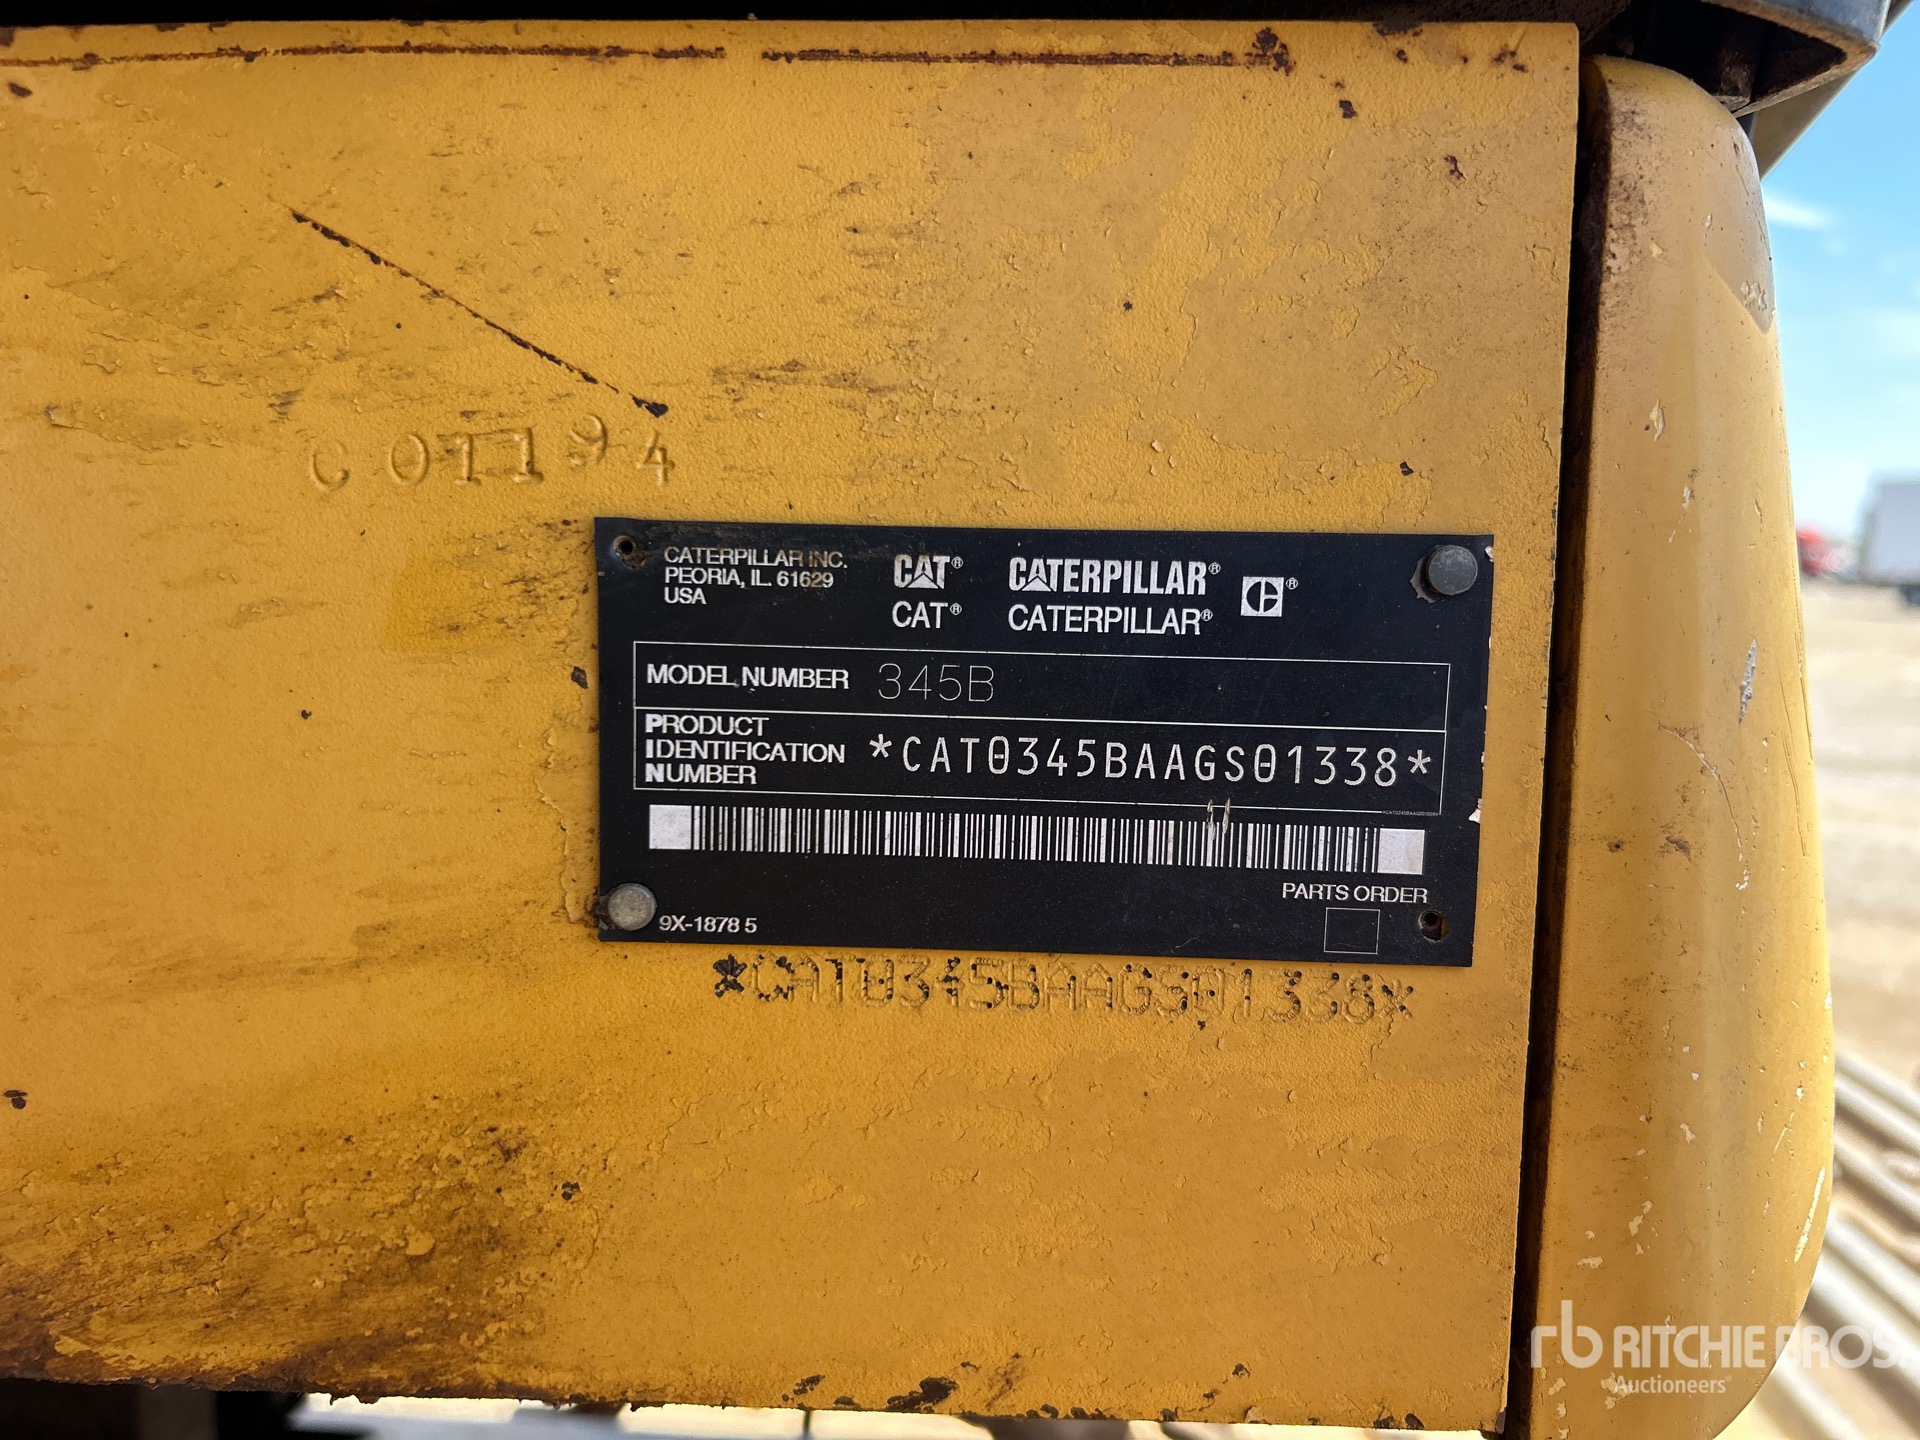 C 01194
CATERPILLAR INC.
PEORIA, IL. 61629
USA
CAT® CATERPILLAR® ®
CAT® CATERPILLAR®
MODEL NUMBER 345B
PRODUCT
IDENTIFICATION
NUMBER
*CAT0345BAAGS01338*
*CAT0345BAAGS01338*
PARTS ORDER
9X-1878 5
*CAT0345BAAGS01338*
rb RITCHIE BROS.
Auctioneers